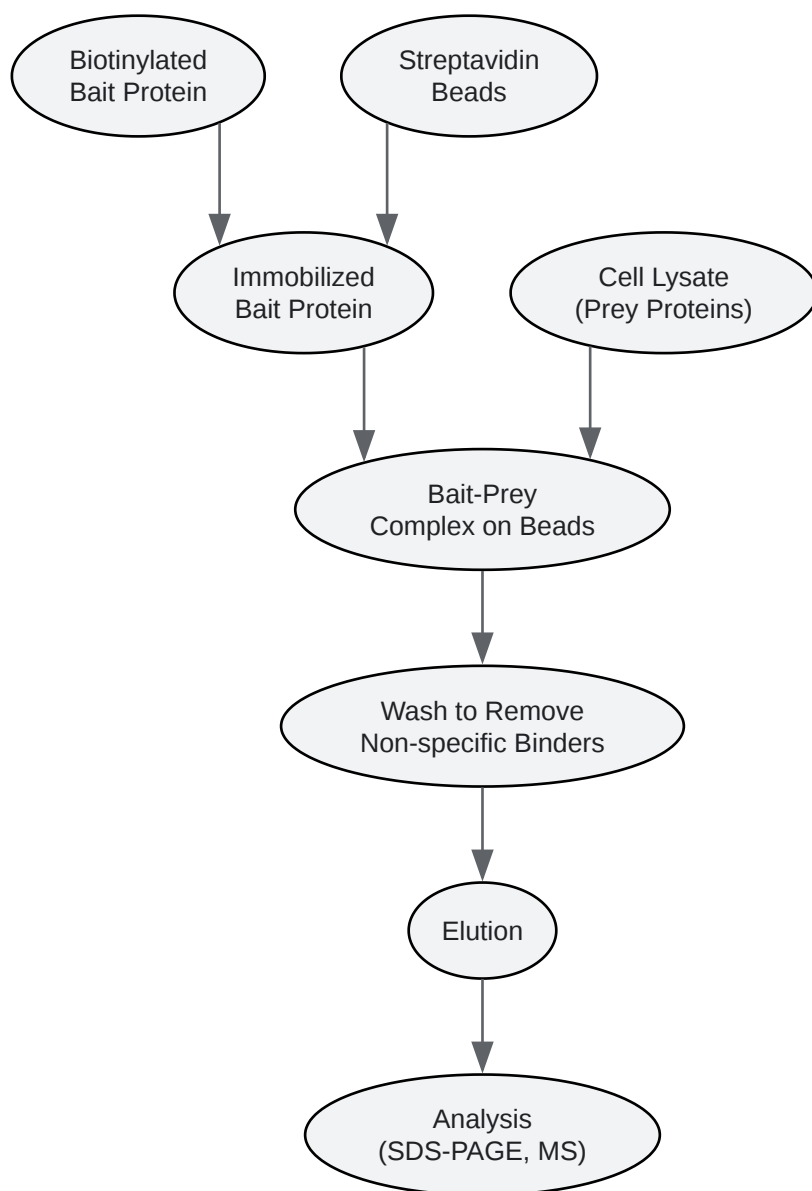 Biotinylated
Bait Protein
Streptavidin
Beads
Immobilized
Bait Protein
Cell Lysate
(Prey Proteins)
Bait-Prey
Complex on Beads
Wash to Remove
Non-specific Binders
Elution
Analysis
(SDS-PAGE, MS)